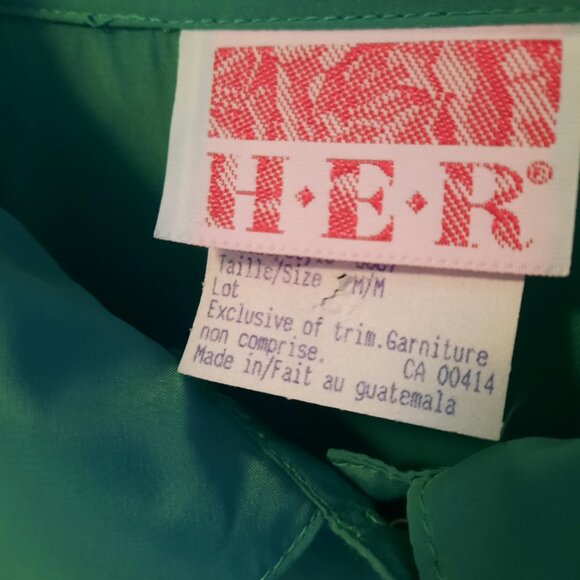 H·E·R®
Taille/Size M/M
Lot
Exclusive of trim.Garniture
non comprise. CA 00414
Made in/Fait au guatemala